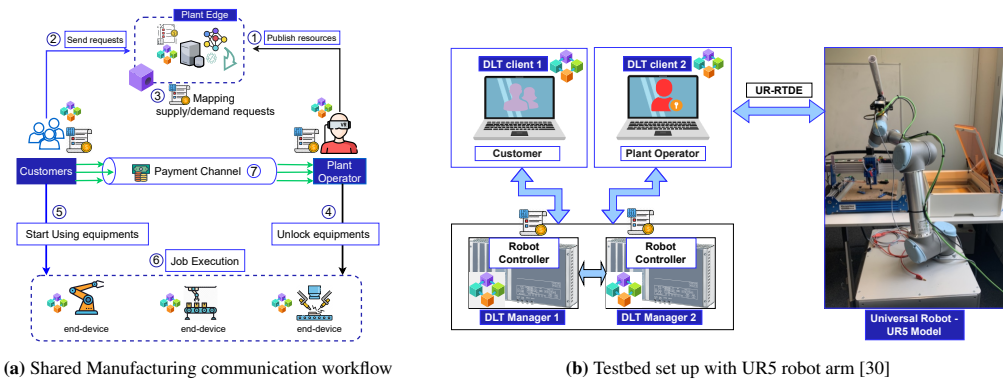 Plant Edge
② Send requests
① Publish resources
③ Mapping
supply/demand requests
VR
Customers
Payment Channel ⑦
Plant
Operator
⑤
Start Using equipments
④
Unlock equipments
⑥ Job Execution
end-device
end-device
end-device
(a) Shared Manufacturing communication workflow
DLT client 1
Customer
DLT client 2
Plant Operator
UR-RTDE
Robot
Controller
DLT Manager 1
Robot
Controller
DLT Manager 2
Universal Robot -
UR5 Model
(b) Testbed set up with UR5 robot arm [30]